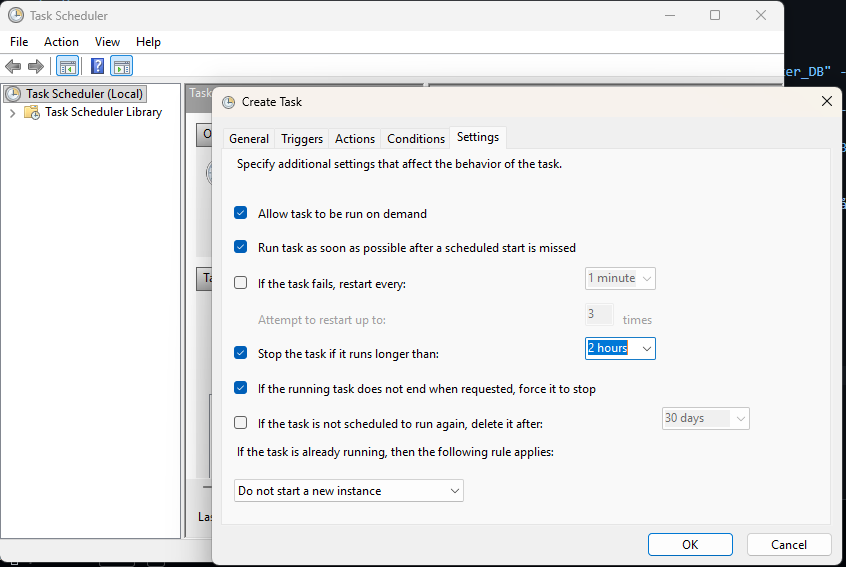 Task Scheduler
File Action View Help
Task Scheduler (Local)
Task Scheduler Library
Create Task
General Triggers Actions Conditions Settings
Specify additional settings that affect the behavior of the task.
Allow task to be run on demand
Run task as soon as possible after a scheduled start is missed
If the task fails, restart every: 1 minute
Attempt to restart up to: 3 times
Stop the task if it runs longer than: 2 hours
If the running task does not end when requested, force it to stop
If the task is not scheduled to run again, delete it after: 30 days
If the task is already running, then the following rule applies:
Do not start a new instance
OK Cancel